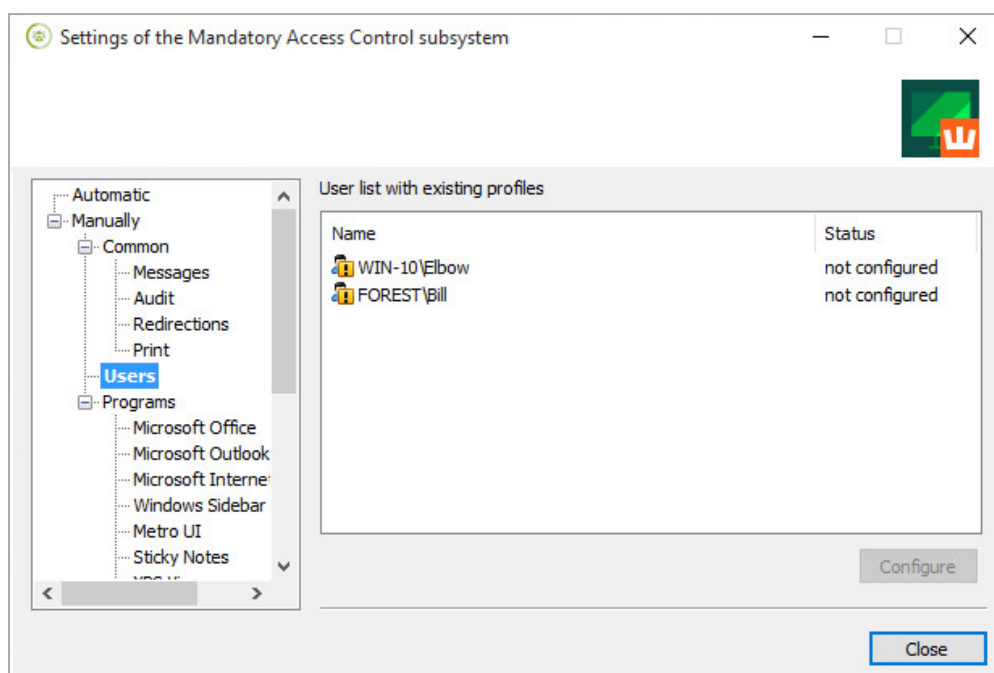 Settings of the Mandatory Access Control subsystem
Ш
Automatic
Manually
Common
Messages
Audit
Redirections
Print
Users
Programs
Microsoft Office
Microsoft Outlook
Microsoft Interne
Windows Sidebar
Metro UI
Sticky Notes
User list with existing profiles
Name Status
WIN-10\Elbow not configured
FOREST\Bill not configured
Configure
Close